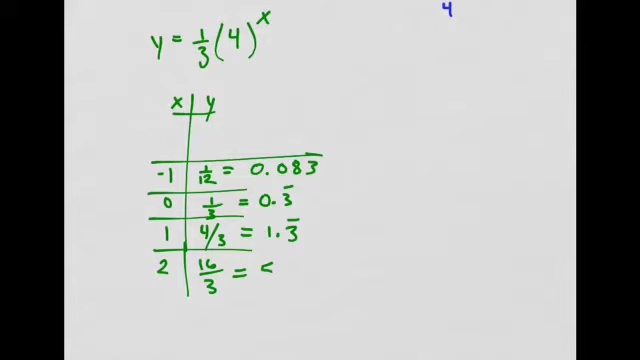 4
y = 1/3 (4)^x
x | y
-1 | 1/12 = 0.083̅
0 | 1/3 = 0.3̅
1 | 4/3 = 1.3̅
2 | 16/3 =